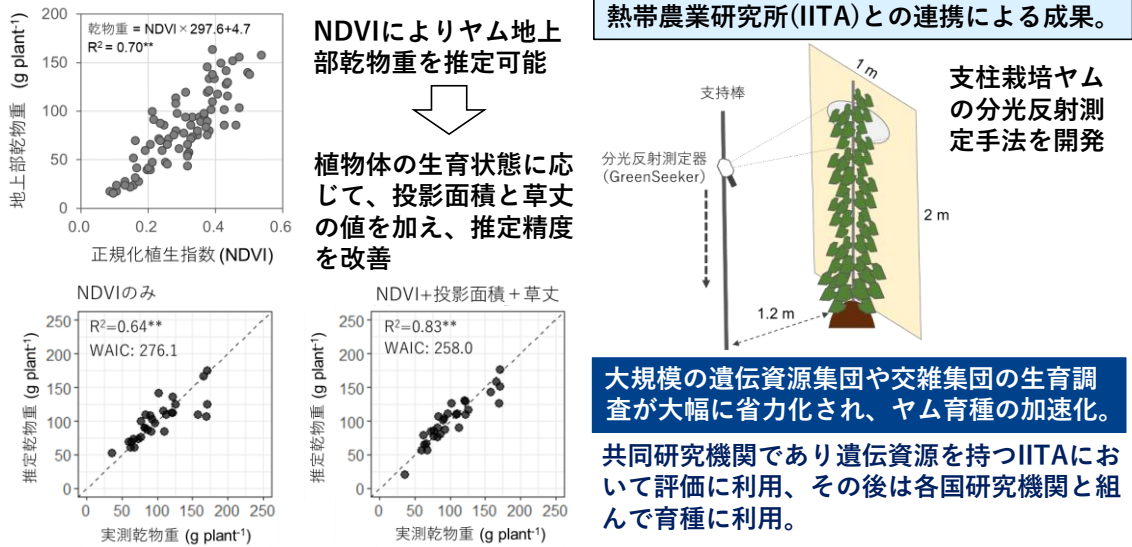 乾物重 = NDVI×297.6+4.7
R² = 0.70**
地上部乾物重 (g plant⁻¹)
200
150
100
50
0
0.0
0.2
0.4
0.6
正規化植生指数 (NDVI)
NDVIによりヤム地上
部乾物重を推定可能
植物体の生育状態に応
じて、投影面積と草丈
の値を加え、推定精度
を改善
NDVIのみ
R²=0.64**
WAIC: 276.1
推定乾物重 (g plant⁻¹)
250
200
150
100
50
0
0
50
100
150
200
250
実測乾物重 (g plant⁻¹)
NDVI+投影面積＋草丈
R²=0.83**
WAIC: 258.0
推定乾物重 (g plant⁻¹)
250
200
150
100
50
0
0
50
100
150
200
250
実測乾物重 (g plant⁻¹)
熱帯農業研究所(IITA)との連携による成果。
支持棒
1 m
分光反射測定器
（GreenSeeker）
2 m
1.2 m
支柱栽培ヤム
の分光反射測
定手法を開発
大規模の遺伝資源集団や交雑集団の生育調
査が大幅に省力化され、ヤム育種の加速化。
共同研究機関であり遺伝資源を持つIITAにお
いて評価に利用、その後は各国研究機関と組
んで育種に利用。